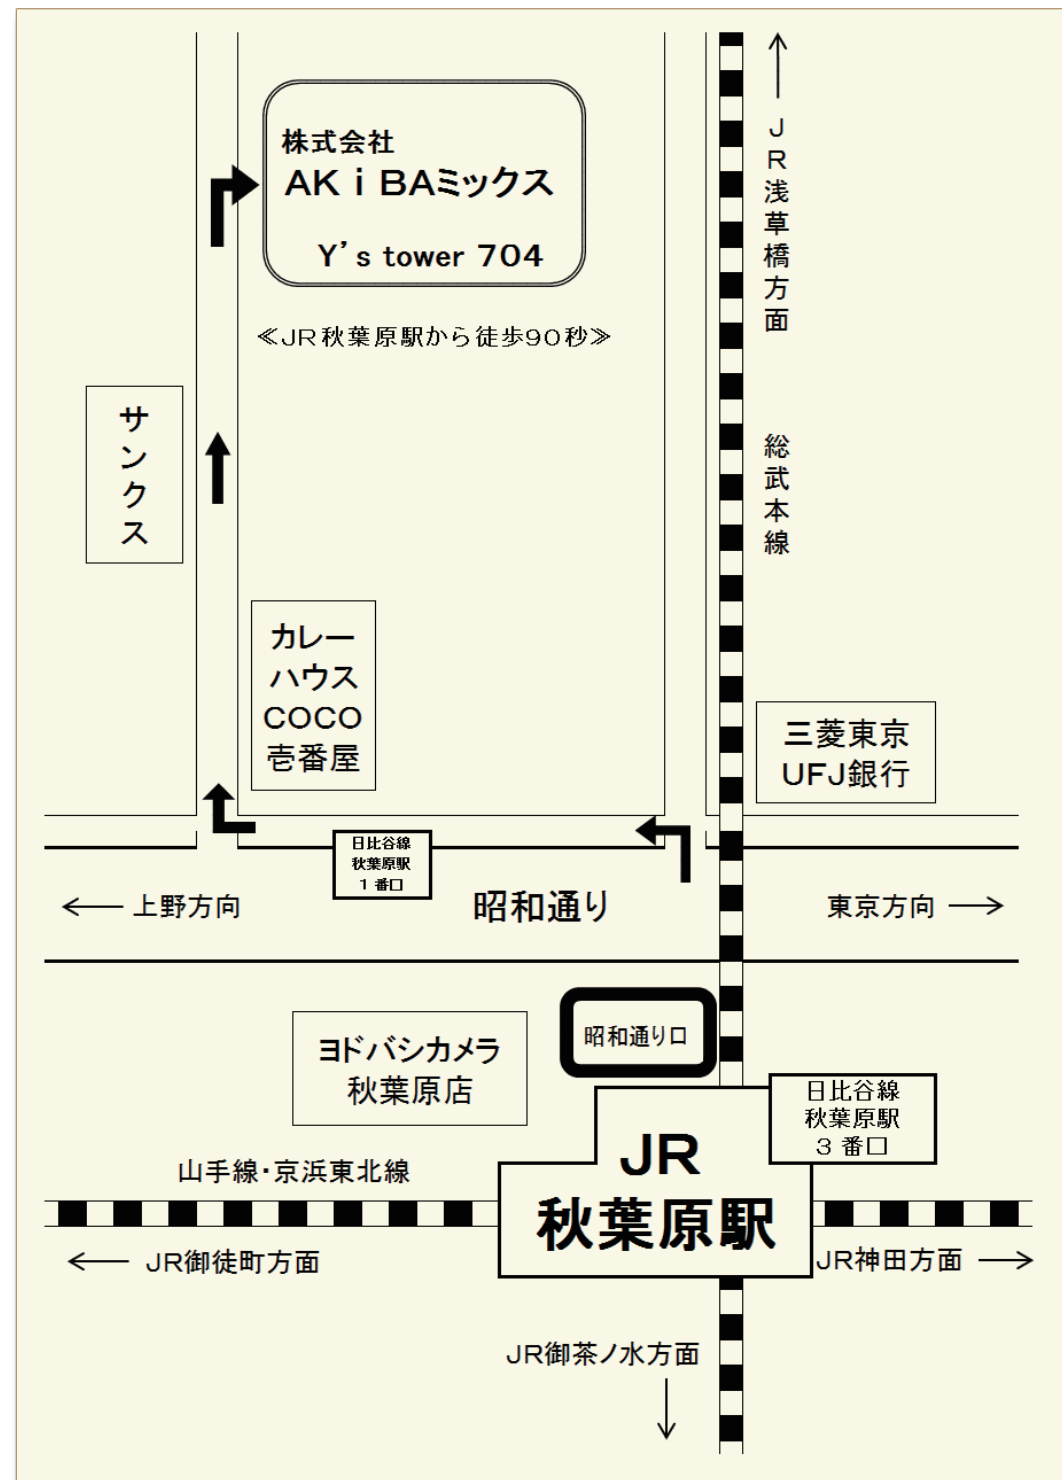 株式会社
AKiBAミックス
Y's tower 704
≪JR秋葉原駅から徒歩90秒≫
JR浅草橋方面
総武本線
サンクス
カレー
ハウス
COCO
壱番屋
三菱東京
UFJ銀行
日比谷線
秋葉原駅
1番口
←上野方向
昭和通り
東京方向→
昭和通り口
ヨドバシカメラ
秋葉原店
日比谷線
秋葉原駅
3番口
JR
秋葉原駅
山手線・京浜東北線
←JR御徒町方面
JR神田方面→
JR御茶ノ水方面